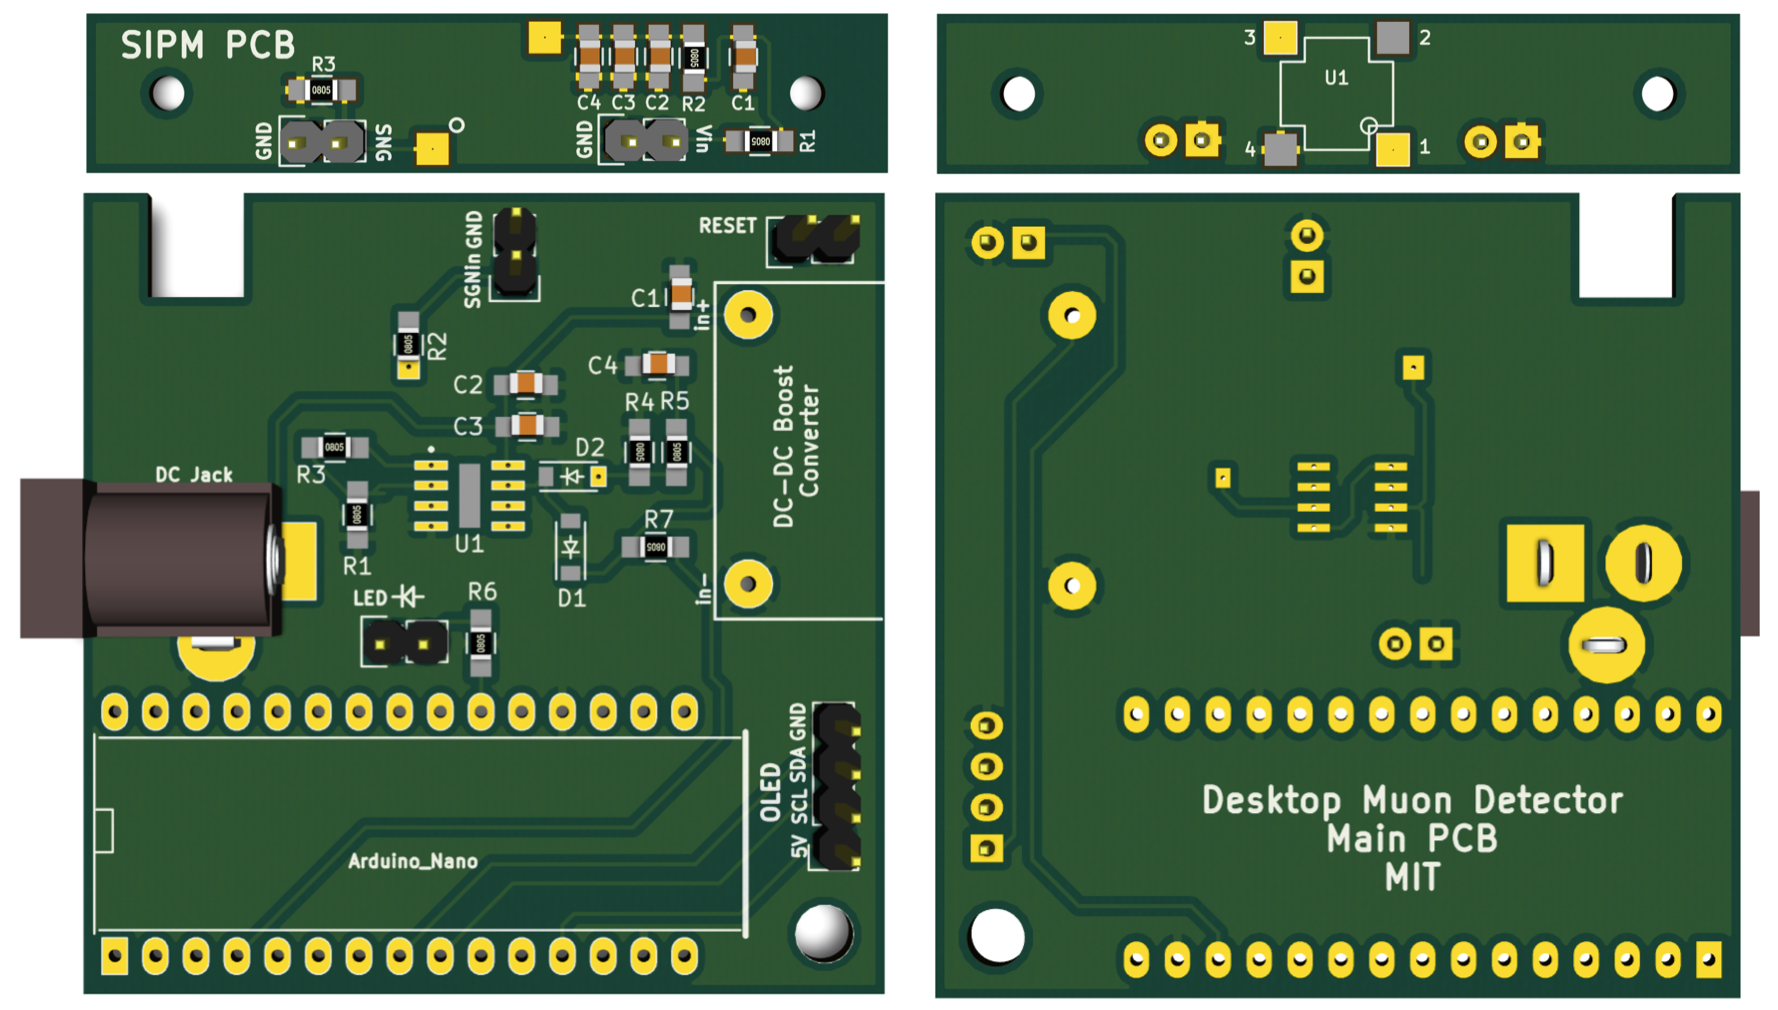 SIPM PCB
R3
0805
GND
SNG
C4 C3 C2 R2 C1
0805
GND
Vin
0805
R1
3
2
U1
4
1
SGNin GND
RESET
C1
in+
0805
R2
C4
C2
R4 R5
C3
0805
0805
DC-DC Boost
Converter
D2
0805
R3
DC Jack
0805
R1
U1
R7
0805
D1
in-
LED
R6
0805
OLED
5V SCL SDA GND
Arduino_Nano
Desktop Muon Detector
Main PCB
MIT